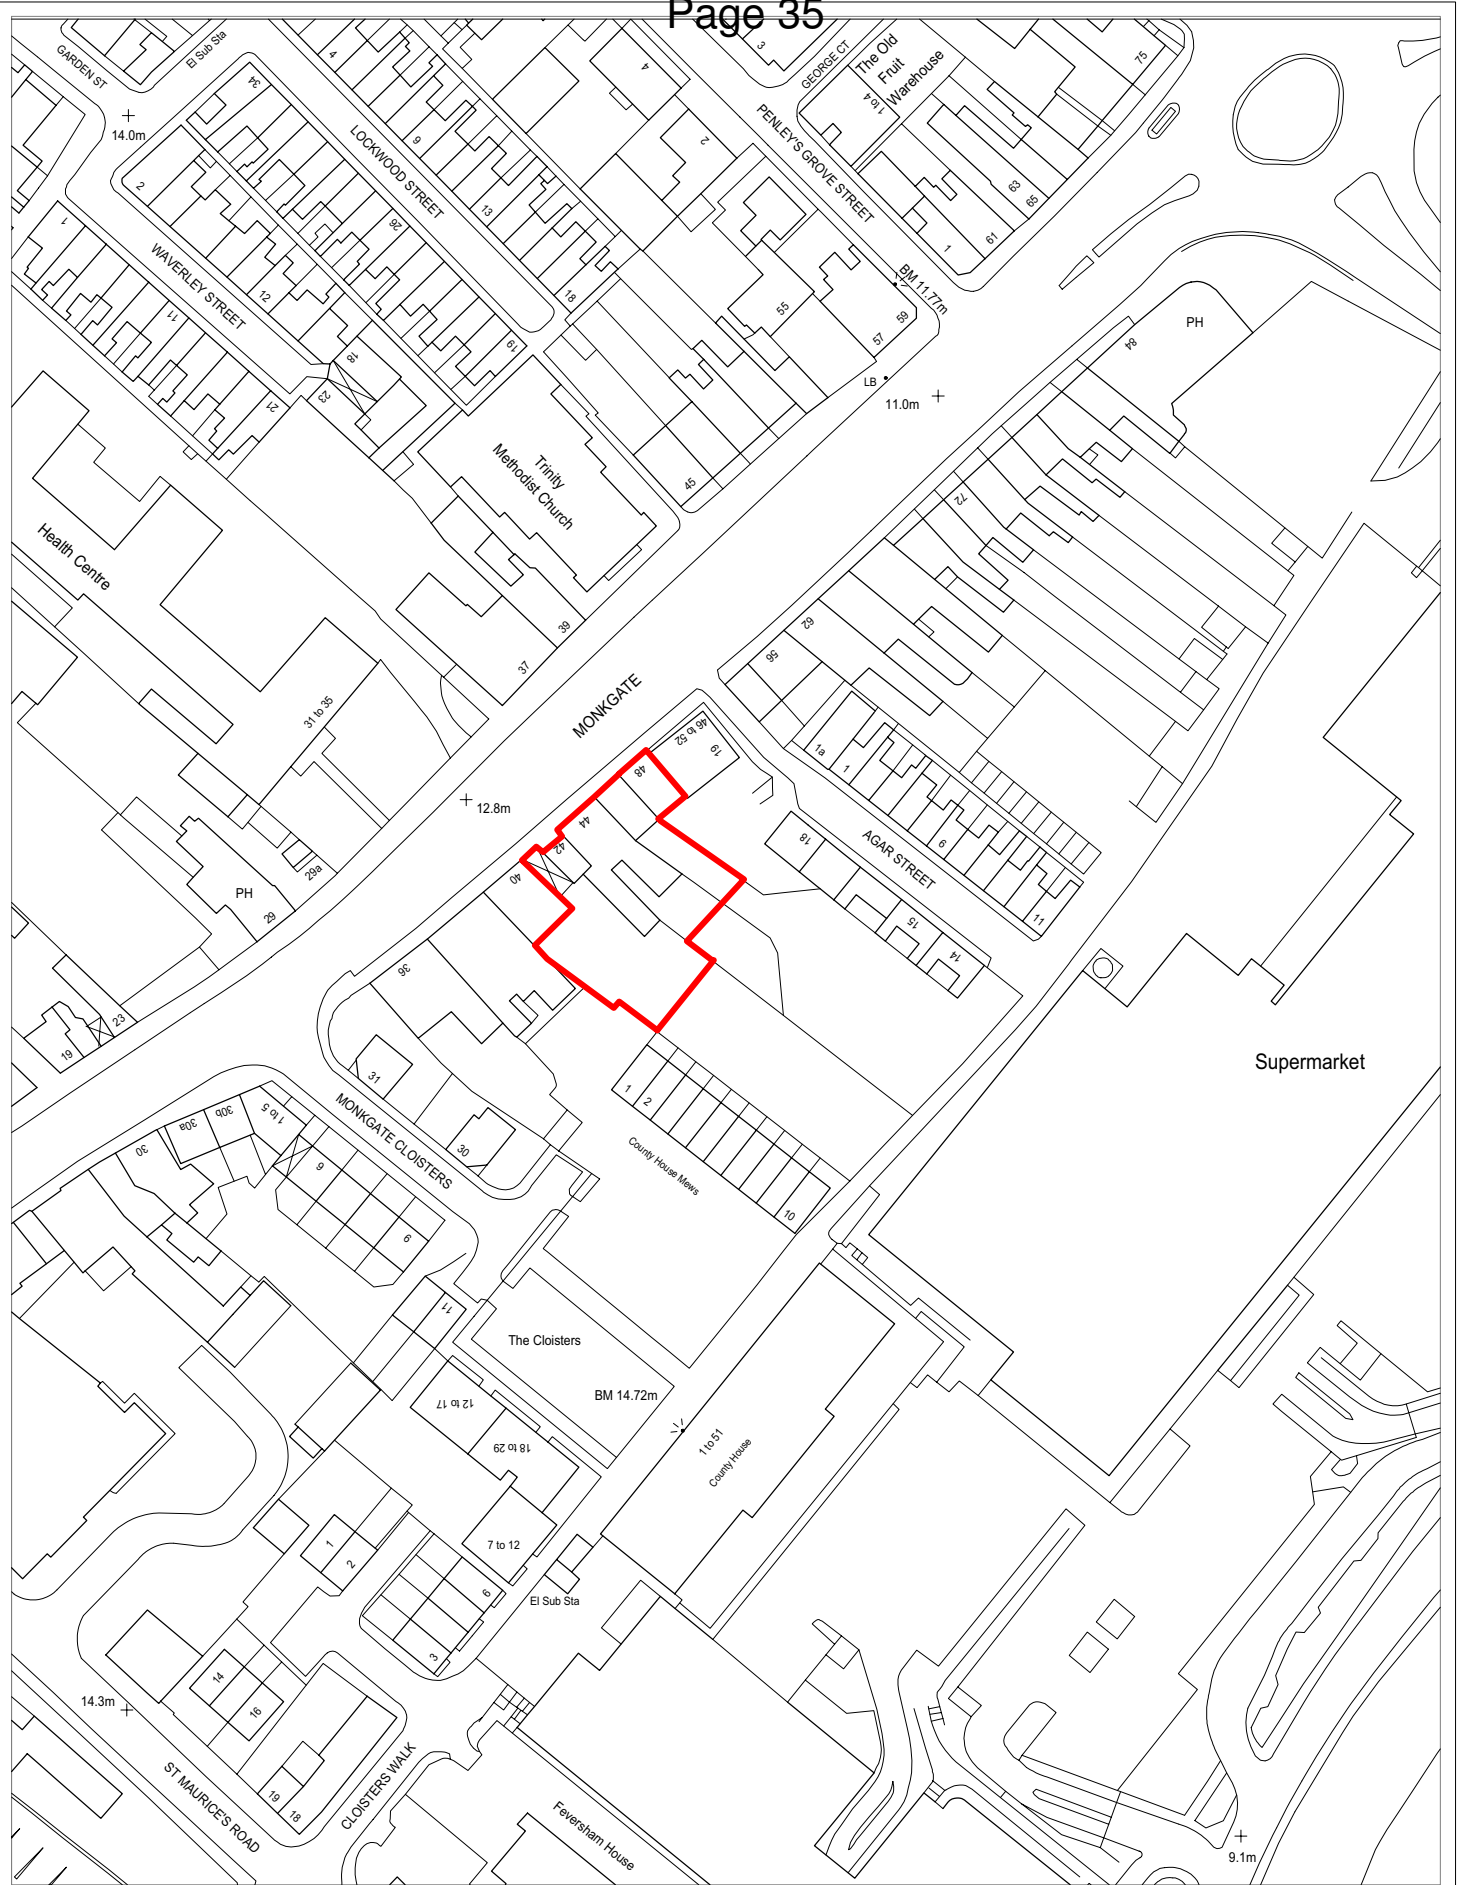 Page 35
GARDEN ST
El Sub Sta
14.0m
34
4
LOCKWOOD STREET
9
13
26
18
19
2
WAVERLEY STREET
12
18
1
11
21
23
4
2
3
GEORGE CT
The Old
Fruit
Warehouse
1 to 4
PENLEY'S GROVE STREET
75
63
65
61
1
BM 11.77m
59
57
55
LB
11.0m
45
PH
84
72
62
56
Trinity
Methodist Church
Health Centre
39
37
31 to 35
MONKGATE
12.8m
46 to 52
19
48
44
42
40
36
1a
1
6
11
AGAR STREET
18
15
14
PH
29
29a
23
19
31
30
MONKGATE CLOISTERS
1
2
County House Mews
10
Supermarket
30
30a
30b
1 to 5
6
9
11
The Cloisters
BM 14.72m
12 to 17
18 to 29
1 to 51
County House
7 to 12
1
2
6
3
El Sub Sta
14
16
14.3m
19
18
ST MAURICE'S ROAD
CLOISTERS WALK
Feversham House
9.1m